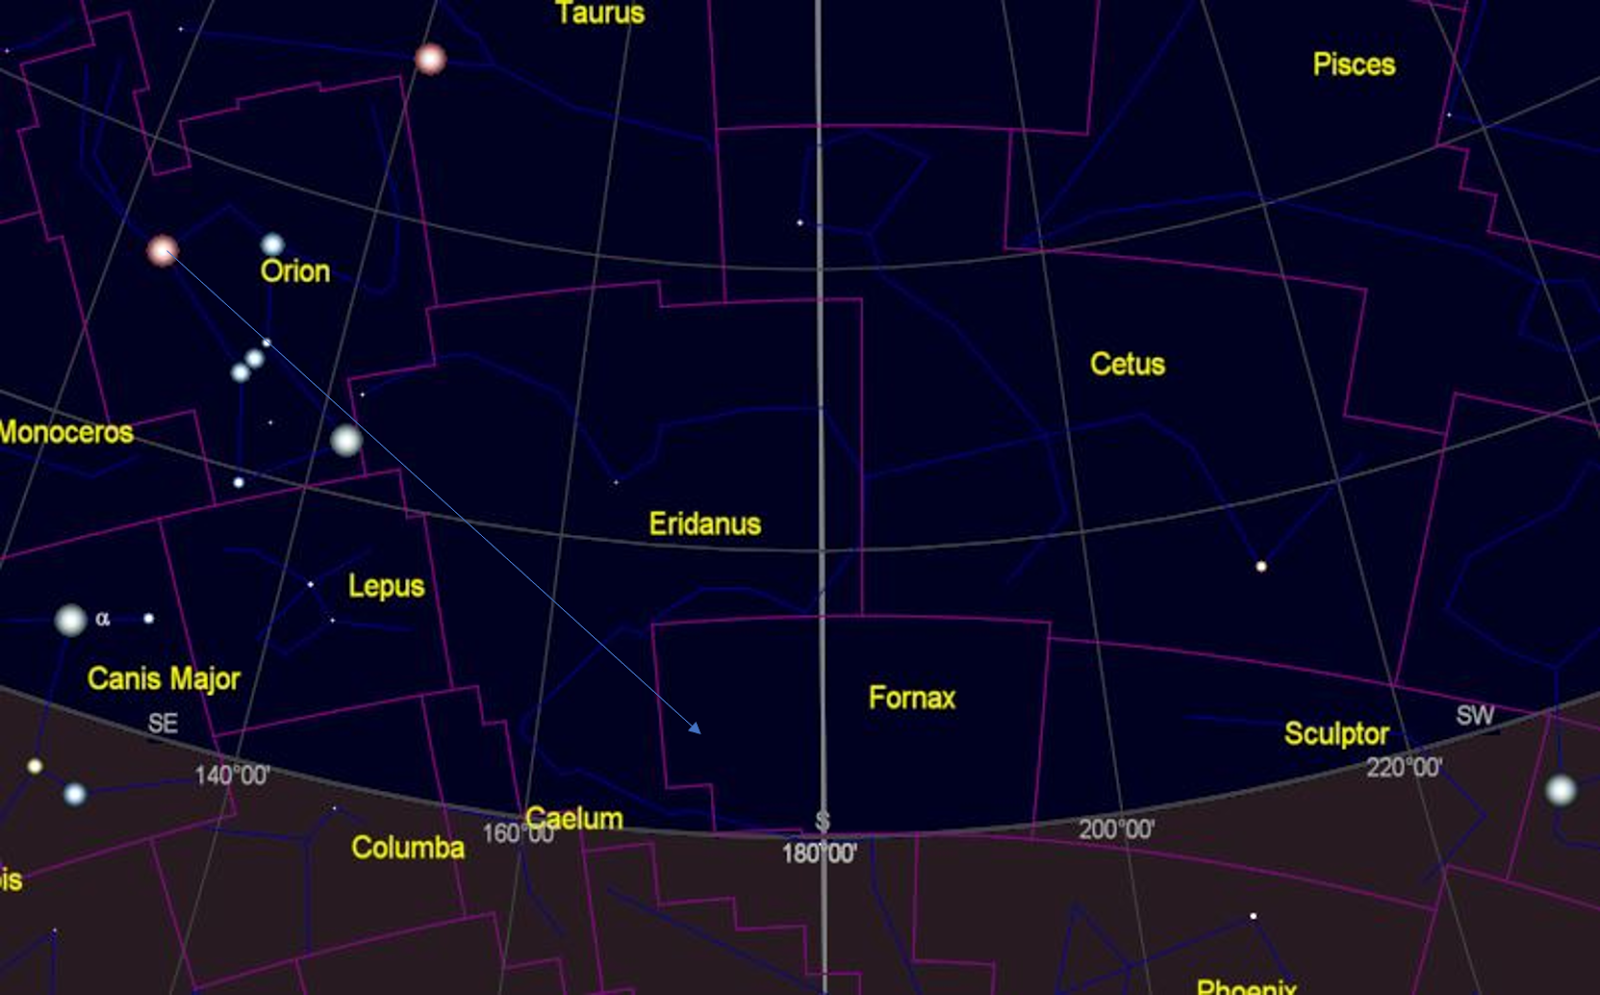 Taurus
Pisces
Orion
Cetus
Monoceros
Eridanus
Lepus
α
Canis Major
Fornax
SE
SW
Sculptor
140°00'
220°00'
Caelum
160°00'
S
200°00'
Columba
180°00'
is
Phoenix